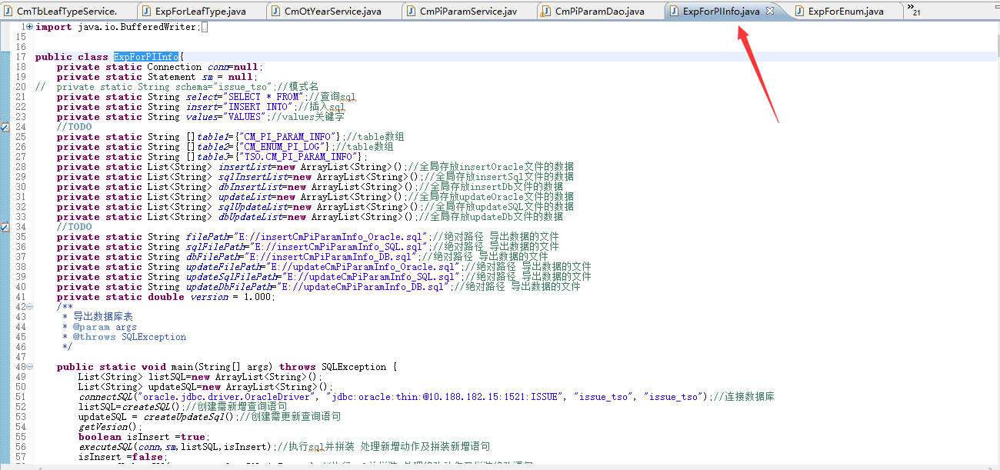 CmTbLeafTypeService. ExpForLeafType.java CmOtYearService.java CmPiParamService.jav CmPiParamDao.java ExpForPIInfo.java ExpForEnum.java 21
1 import java.io.BufferedWriter;
15
16
17 public class ExpForPIInfo{
18 private static Connection conn=null;
19 private static Statement sm = null;
20 // private static String schema="issue_tso";//模式名
21 private static String select="SELECT * FROM";//查询sql
22 private static String insert="INSERT INTO";//插入sql
23 private static String values="VALUES";//values关键字
24 //TODO
25 private static String []table1={"CM_PI_PARAM_INFO"};//table数组
26 private static String []table2={"CM_ENUM_PI_LOG"};//table数组
27 private static String []table3={"TSO.CM_PI_PARAM_INFO"};
28 private static List<String> insertList=new ArrayList<String>();//全局存放insertOracle文件的数据
29 private static List<String> sqlInsertList=new ArrayList<String>();//全局存放insertSql文件的数据
30 private static List<String> dbInsertList=new ArrayList<String>();//全局存放insertDb文件的数据
31 private static List<String> updateList=new ArrayList<String>();//全局存放updateOracle文件的数据
32 private static List<String> sqlUpdateList=new ArrayList<String>();//全局存放updateSQL文件的数据
33 private static List<String> dbUpdateList=new ArrayList<String>();//全局存放updateDb文件的数据
34 //TODO
35 private static String filePath="E://insertCmPiParamInfo_Oracle.sql";//绝对路径 导出数据的文件
36 private static String sqlFilePath="E://insertCmPiParamInfo_SQL.sql";//绝对路径 导出数据的文件
37 private static String dbFilePath="E://insertCmPiParamInfo_DB.sql";//绝对路径 导出数据的文件
38 private static String updateFilePath="E://updateCmPiParamInfo_Oracle.sql";//绝对路径 导出数据的文件
39 private static String updateSqlFilePath="E://updateCmPiParamInfo_SQL.sql";//绝对路径 导出数据的文件
40 private static String updateDbFilePath="E://updateCmPiParamInfo_DB.sql";//绝对路径 导出数据的文件
41 private static double version = 1.000;
42 /**
43 * 导出数据库表
44 * @param args
45 * @throws SQLException
46 */
47
48 public static void main(String[] args) throws SQLException {
49 List<String> listSQL=new ArrayList<String>();
50 List<String> updateSQL=new ArrayList<String>();
51 connectSQL("oracle.jdbc.driver.OracleDriver", "jdbc:oracle:thin:@10.188.182.15:1521:ISSUE", "issue_tso", "issue_tso");//连接数据库
52 listSQL=createSQL();//创建需新增查询语句
53 updateSQL = createUpdateSql();//创建需更新查询语句
54 getVesion();
55 boolean isInsert =true;
56 executeSQL(conn,sm,listSQL,isInsert);//执行sql并拼装 处理新增动作及拼装新增语句
57 isInsert =false;